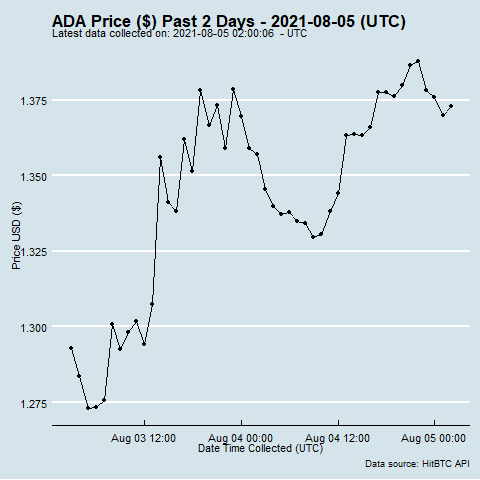 ADA Price ($) Past 2 Days - 2021-08-05 (UTC)
Latest data collected on: 2021-08-05 02:00:06  - UTC
1.375
1.350
1.325
1.300
1.275
Price USD ($)
Aug 03 12:00
Aug 04 00:00
Aug 04 12:00
Aug 05 00:00
Date Time Collected (UTC)
Data source: HitBTC API